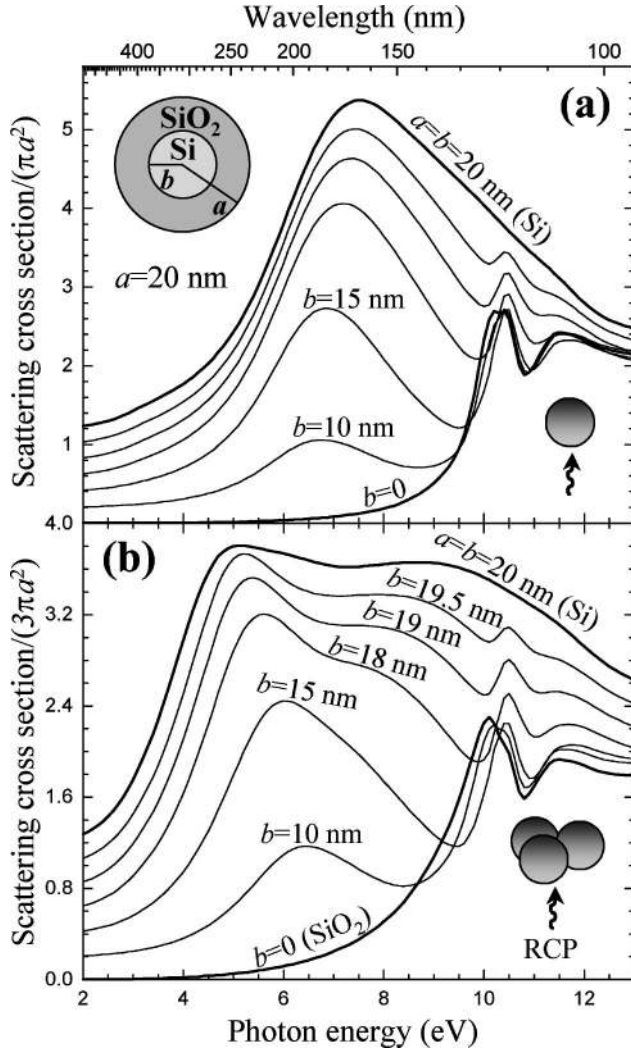 Wavelength (nm)
400 300 250 200 150 100
(a)
SiO2
Si
b
a
a=20 nm
a=b=20 nm (Si)
b=15 nm
b=10 nm
b=0
5
4
3
2
1
4.0
Scattering cross section/(πa²)
(b)
a=b=20 nm (Si)
b=19.5nm
b=19 nm
b=18 nm
b=15 nm
b=10 nm
b=0 (SiO2)
RCP
3.2
2.4
1.6
0.8
0.0
Scattering cross section/(3πa²)
2 4 6 8 10 12
Photon energy (eV)